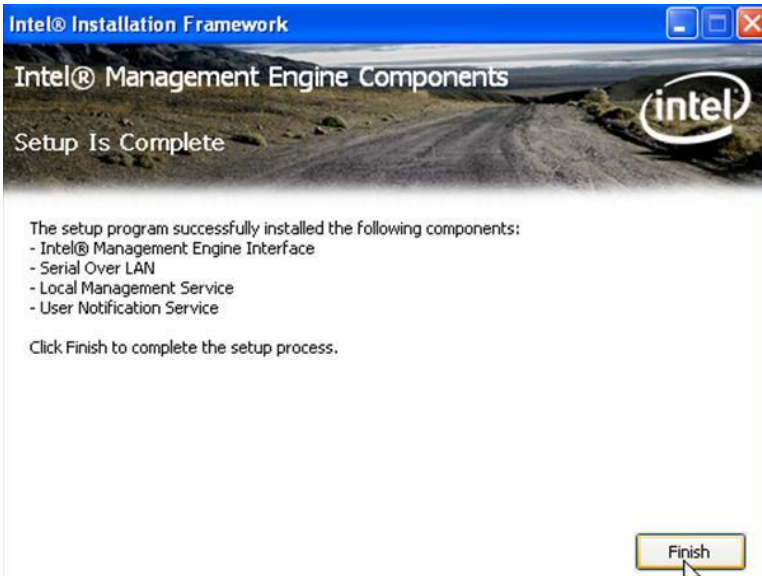 Intel® Installation Framework
Intel® Management Engine Components
intel
Setup Is Complete
The setup program successfully installed the following components:
- Intel® Management Engine Interface
- Serial Over LAN
- Local Management Service
- User Notification Service
Click Finish to complete the setup process.
Finish